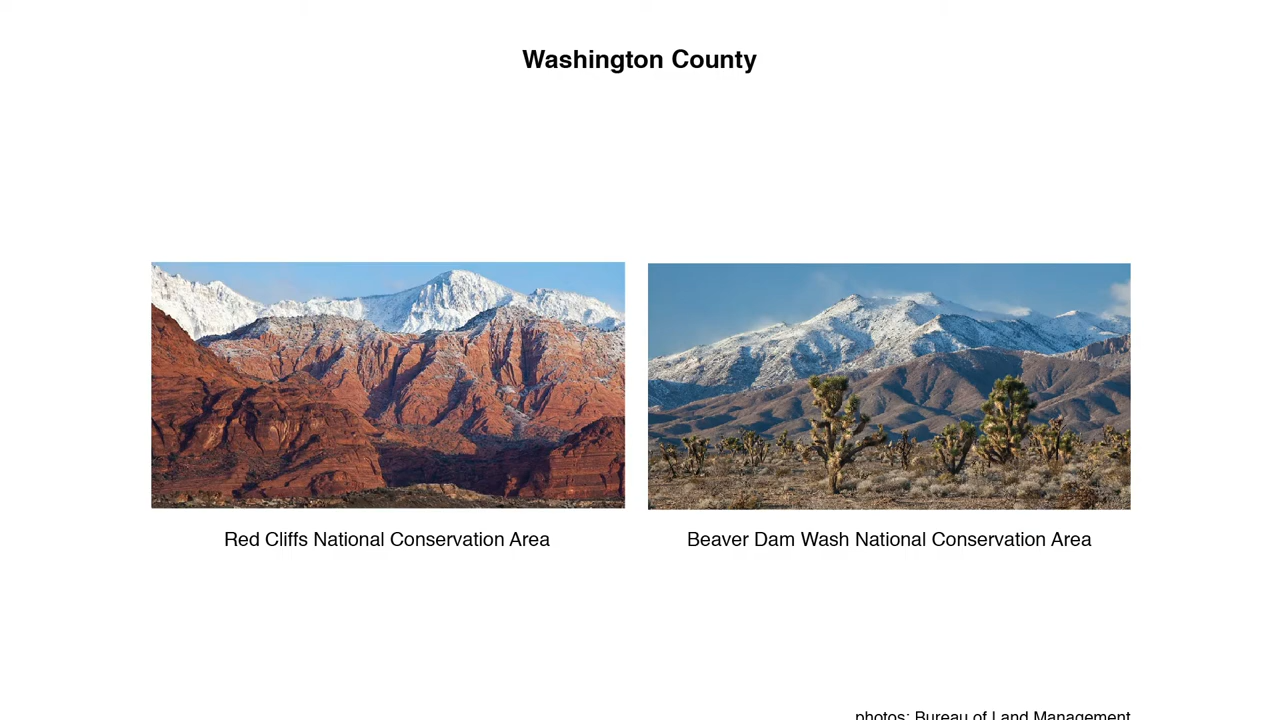 Washington County
Red Cliffs National Conservation Area
Beaver Dam Wash National Conservation Area
photos: Bureau of Land Management